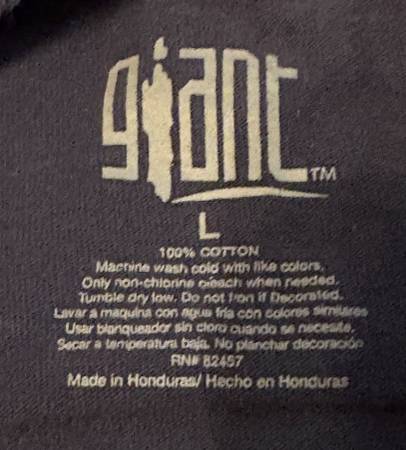 giant TM
L
100% COTTON
Machine wash cold with like colors.
Only non-chlorine bleach when needed.
Tumble dry low. Do not Iron if Decorated.
Lavar a maquina con agua fria con colores similares
Usar blanqueador sin cloro cuando se necesite.
Secar a temperatura baja. No planchar decoración
RN# 82457
Made in Honduras/ Hecho en Honduras